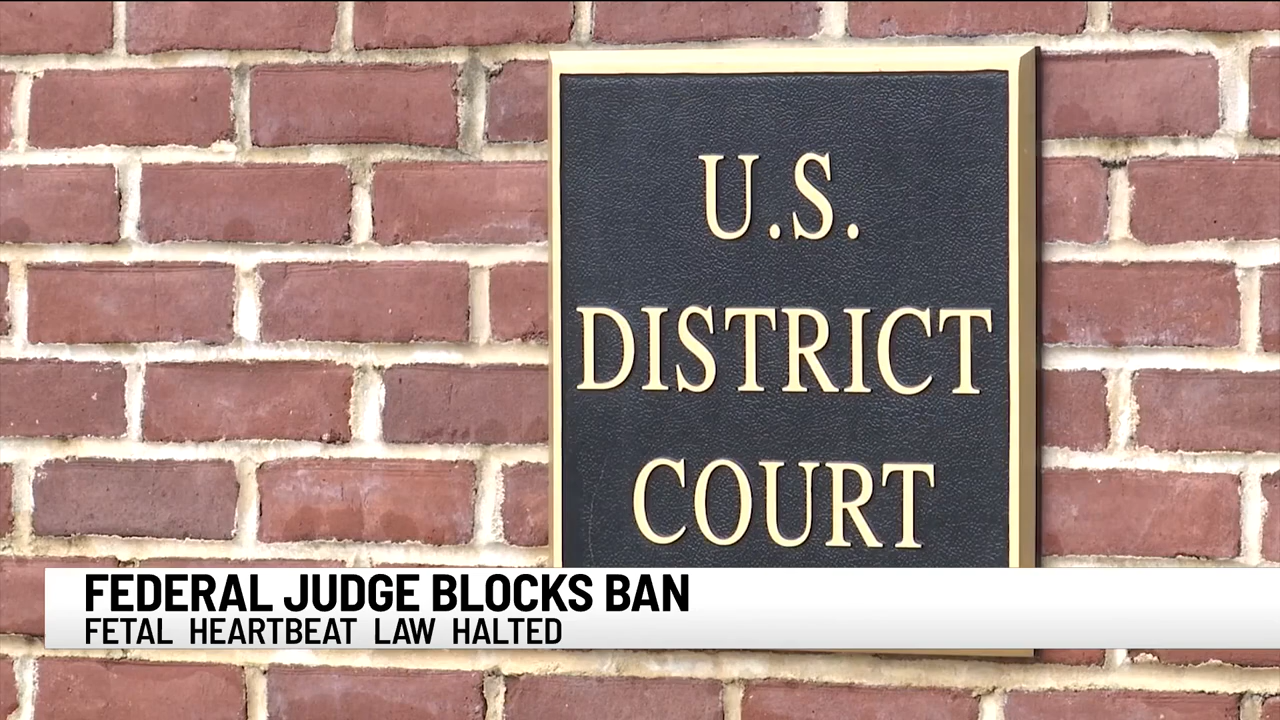 U.S.
DISTRICT
COURT
FEDERAL JUDGE BLOCKS BAN
FETAL HEARTBEAT LAW HALTED